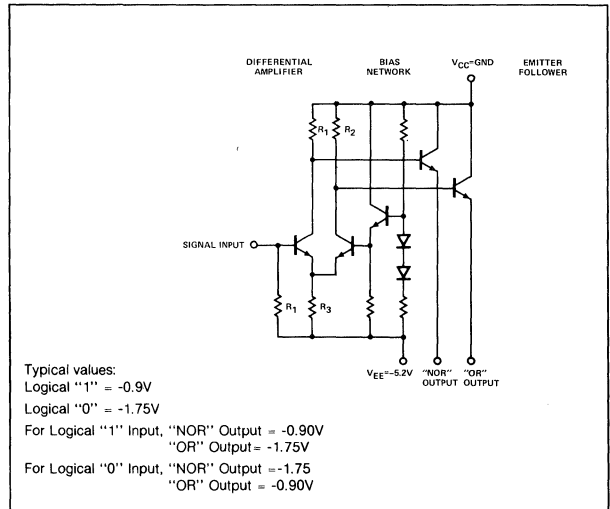 DIFFERENTIAL AMPLIFIER
BIAS NETWORK
VCC=GND
EMITTER FOLLOWER
R1
R2
SIGNAL INPUT
R1
R3
VEE=-5.2V
"NOR" OUTPUT
"OR" OUTPUT
Typical values:
Logical "1" = -0.9V
Logical "0" = -1.75V
For Logical "1" Input, "NOR" Output = -0.90V
"OR" Output= -1.75V
For Logical "0" Input, "NOR" Output =-1.75
"OR" Output = -0.90V